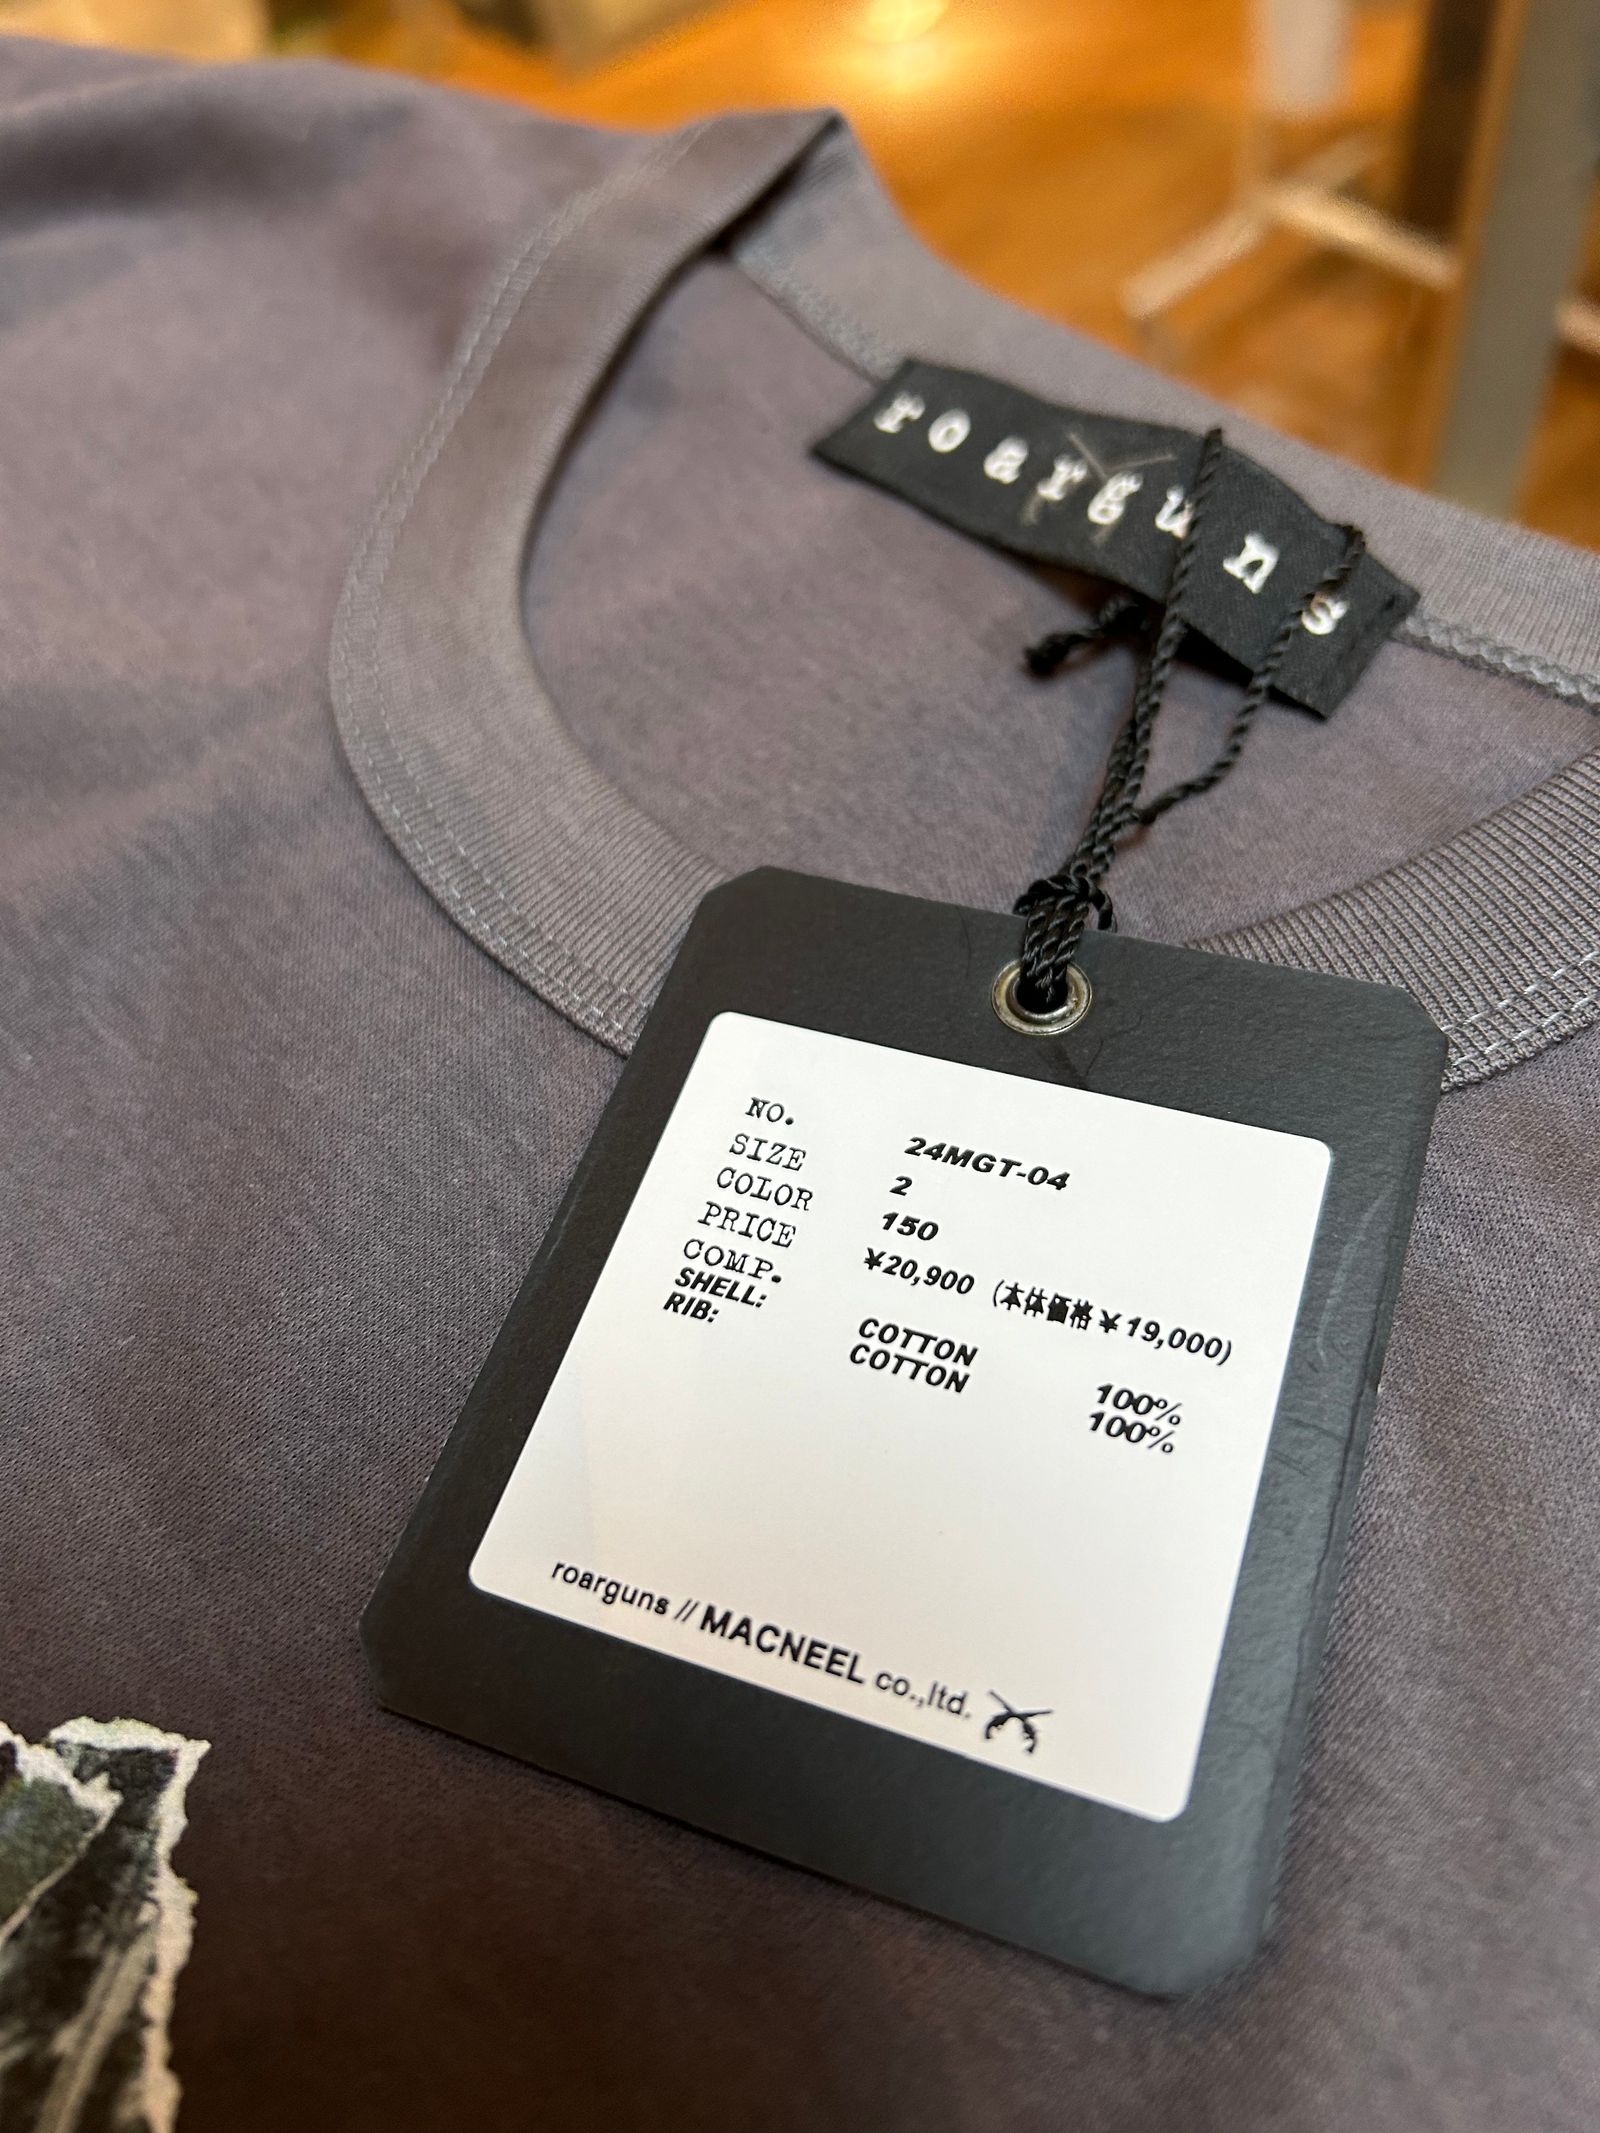 roarguns
NO. 24MGT-04
SIZE 2
COLOR 150
PRICE ¥20,900 (本体価格¥19,000)
COMP.
SHELL: COTTON 100%
RIB: COTTON 100%
roarguns // MACNEEL co.,ltd.